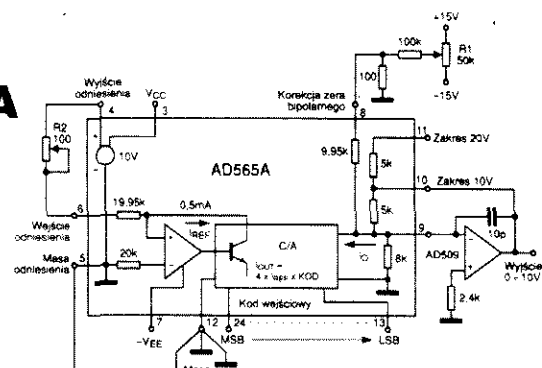 A
+15V
100k
R1
50k
100
-15V
Wyjście
odniesienia
4
VCC
3
Korekcja zera
bipolarnego
8
R2
100
10V
AD565A
9.95k
11
Zakres 20V
5k
10
Zakres 10V
5k
6
19.95k
0,5mA
IREF
Wejście
odniesienia
Masa
odniesienia
5
20k
C/A
IOUT =
4 x IREF x KOD
IO
8k
9
10p
AD509
Wyjście
0 - 10V
2.4k
Kod wejściowy
7
-VEE
12
24
MSB
13
LSB